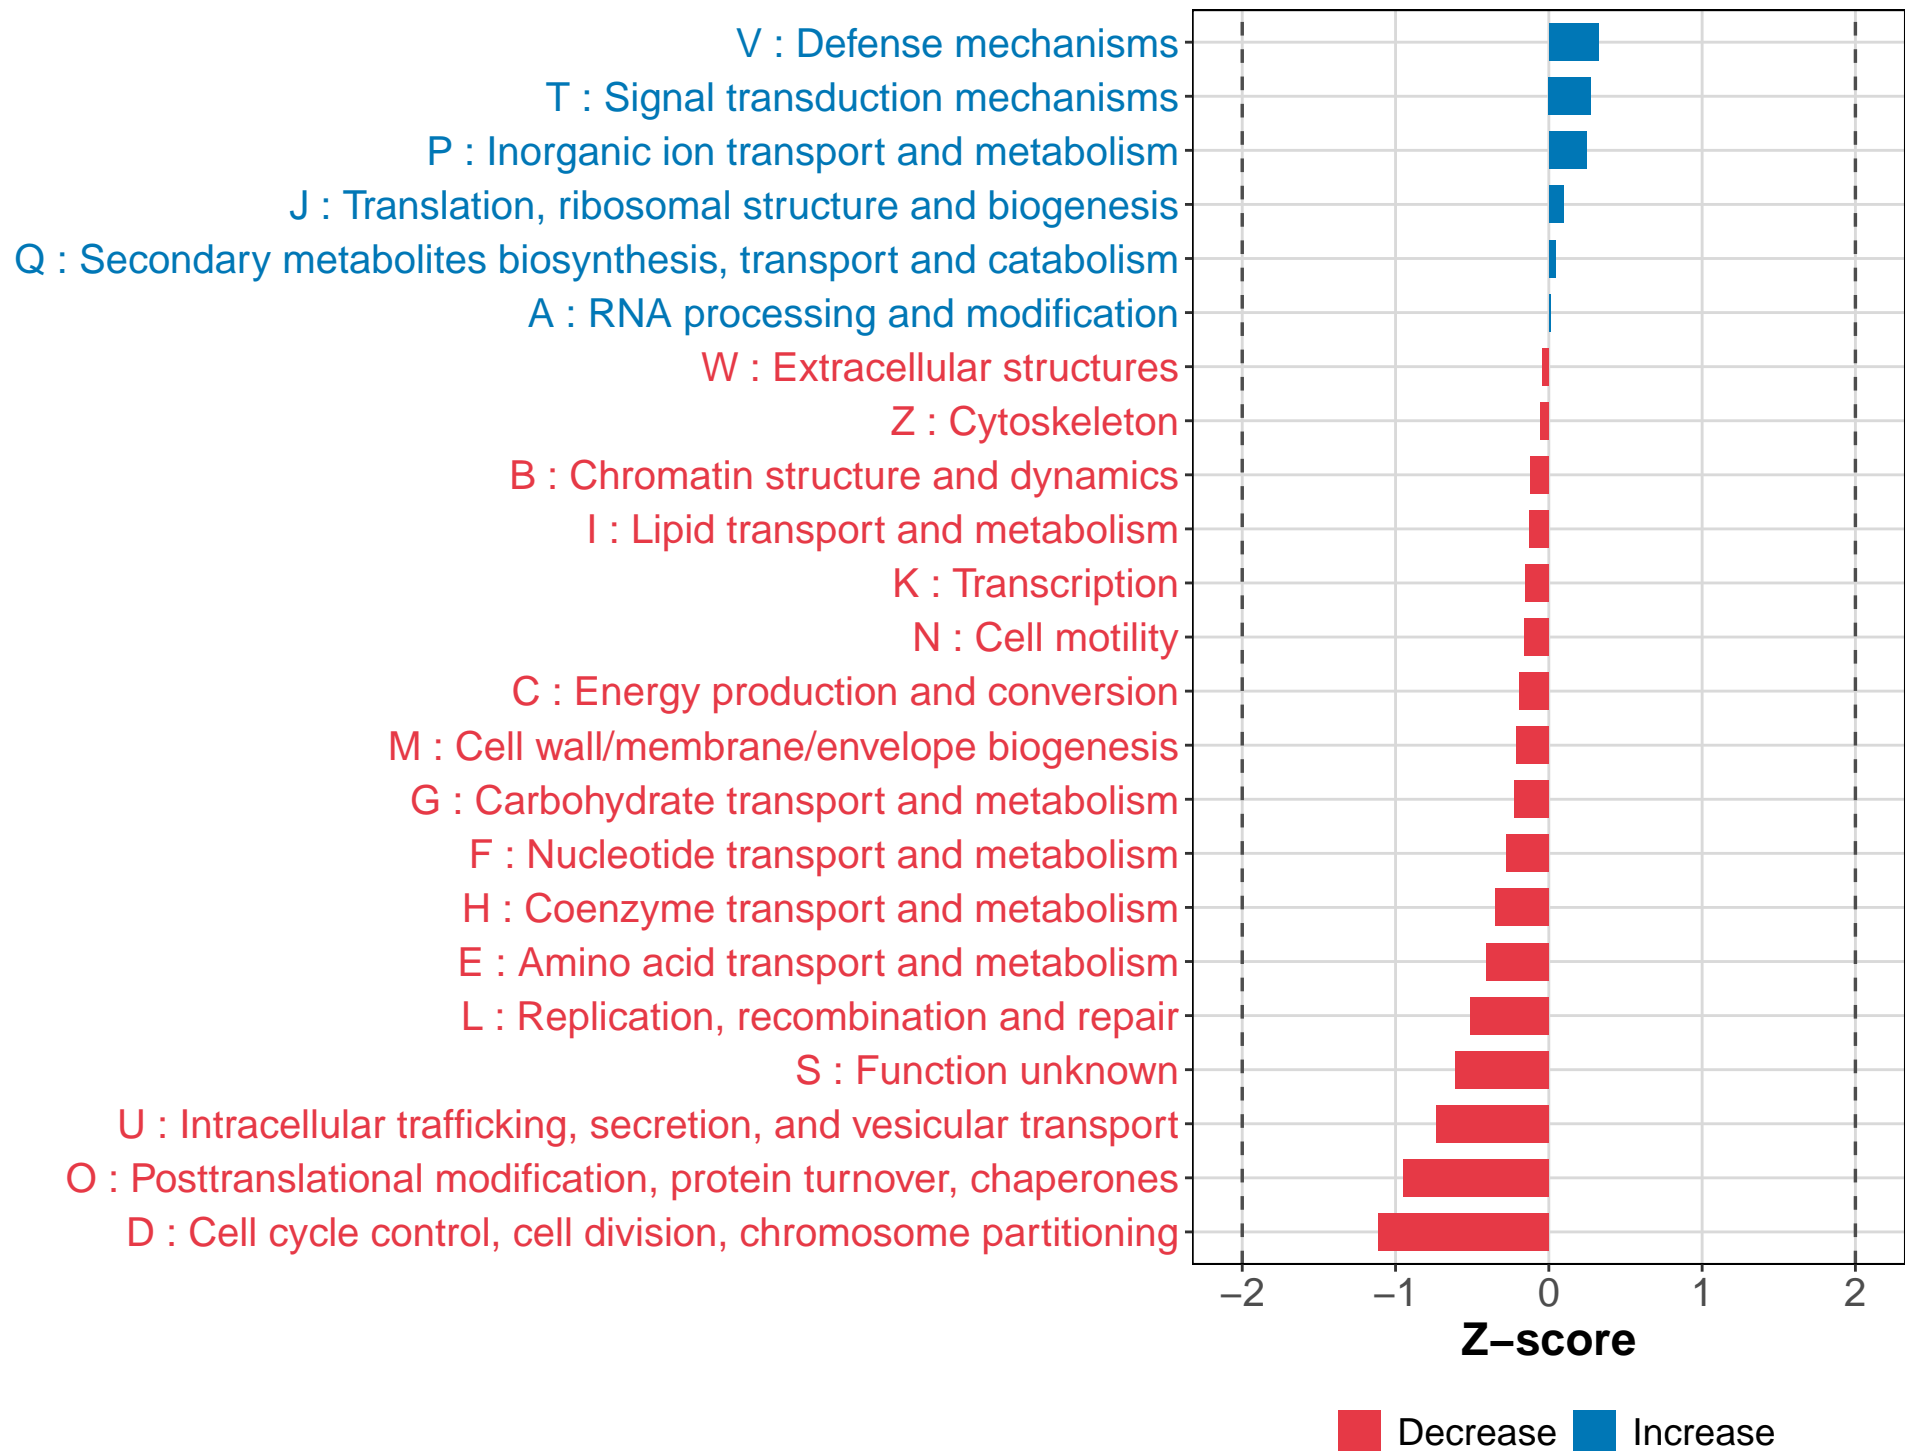 V : Defense mechanisms
T : Signal transduction mechanisms
P : Inorganic ion transport and metabolism
J : Translation, ribosomal structure and biogenesis
Q : Secondary metabolites biosynthesis, transport and catabolism
A : RNA processing and modification
W : Extracellular structures
Z : Cytoskeleton
B : Chromatin structure and dynamics
I : Lipid transport and metabolism
K : Transcription
N : Cell motility
C : Energy production and conversion
M : Cell wall/membrane/envelope biogenesis
G : Carbohydrate transport and metabolism
F : Nucleotide transport and metabolism
H : Coenzyme transport and metabolism
E : Amino acid transport and metabolism
L : Replication, recombination and repair
S : Function unknown
U : Intracellular trafficking, secretion, and vesicular transport
O : Posttranslational modification, protein turnover, chaperones
D : Cell cycle control, cell division, chromosome partitioning
−2 −1 0 1 2
Z−score
Decrease Increase